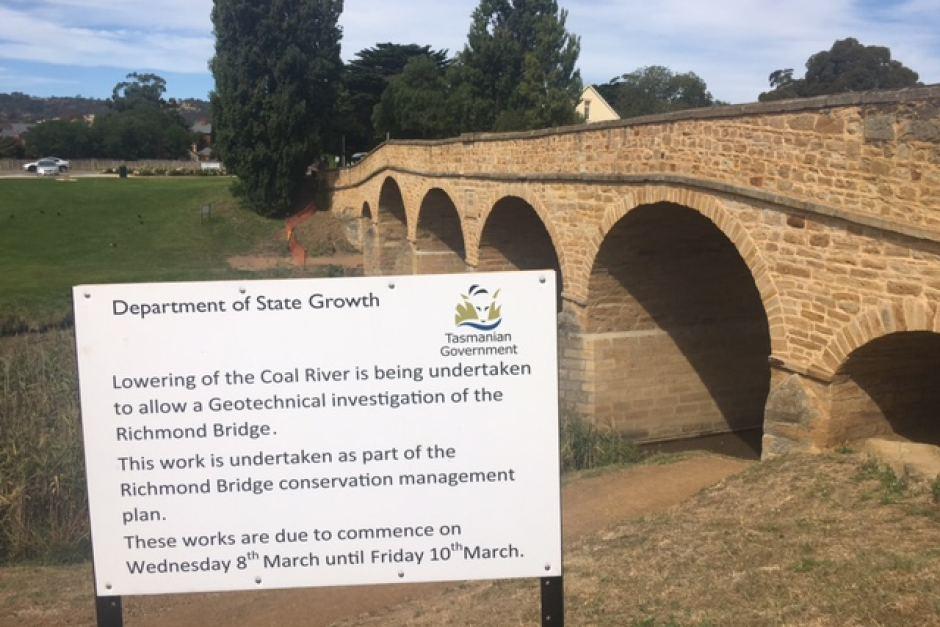 Department of State Growth
Tasmanian
Government
Lowering of the Coal River is being undertaken
to allow a Geotechnical investigation of the
Richmond Bridge.
This work is undertaken as part of the
Richmond Bridge conservation management
plan.
These works are due to commence on
Wednesday 8th March until Friday 10thMarch.